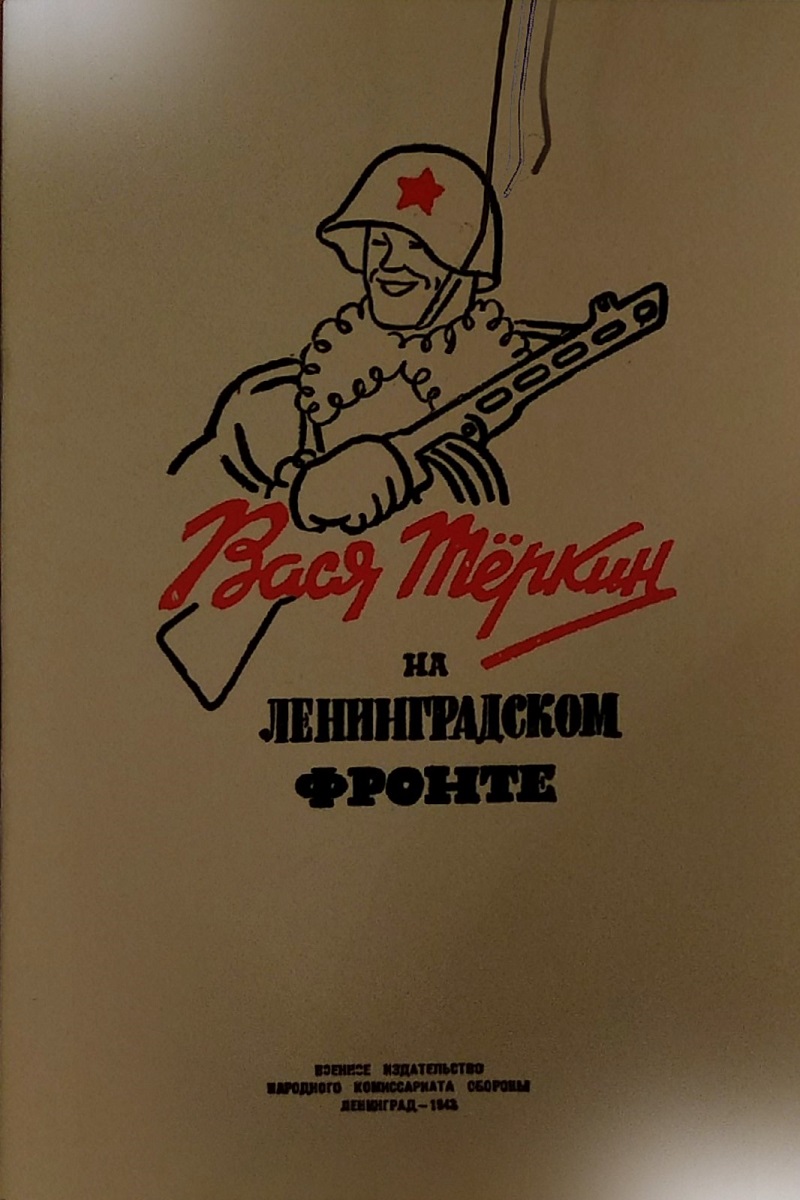 Вася Тёркин
НА
ЛЕНИНГРАДСКОМ
ФРОНТЕ
ВОЕННОЕ ИЗДАТЕЛЬСТВО
НАРОДНОГО КОМИССАРИАТА ОБОРОНЫ
ЛЕНИНГРАД—1943